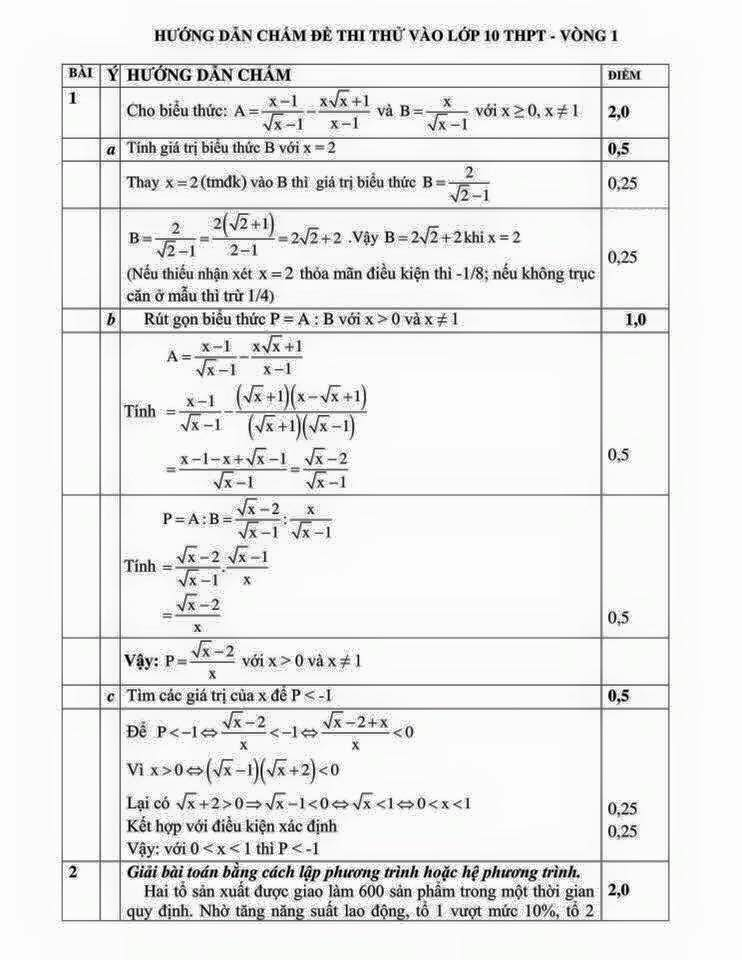 HƯỚNG DẪN CHẤM ĐỀ THI THỬ VÀO LỚP 10 THPT - VÒNG 1
BÀI Ý HƯỚNG DẪN CHẤM ĐIỂM
1 Cho biểu thức: A = (x−1)/(√x−1) − (x√x+1)/(x−1) và B = x/(√x−1) với x ≥ 0, x ≠ 1 2,0
a Tính giá trị biểu thức B với x = 2 0,5
Thay x = 2 (tmđk) vào B thì giá trị biểu thức B = 2/(√2−1) 0,25
B = 2/(√2−1) = 2(√2+1)/(2−1) = 2√2+2 .Vậy B = 2√2+2 khi x = 2
(Nếu thiếu nhận xét x = 2 thỏa mãn điều kiện thì -1/8; nếu không trục 0,25
căn ở mẫu thì trừ 1/4)
b Rút gọn biểu thức P = A : B với x > 0 và x ≠ 1 1,0
A = (x−1)/(√x−1) − (x√x+1)/(x−1)
Tính = (x−1)/(√x−1) − (√x+1)(x−√x+1)/((√x+1)(√x−1))
= (x−1−x+√x−1)/(√x−1) = (√x−2)/(√x−1) 0,5
P = A : B = (√x−2)/(√x−1) : x/(√x−1)
Tính = (√x−2)/(√x−1) . (√x−1)/x
= (√x−2)/x 0,5
Vậy: P = (√x−2)/x với x > 0 và x ≠ 1
c Tìm các giá trị của x để P < -1 0,5
Để P < −1 ⇔ (√x−2)/x < −1 ⇔ (√x−2+x)/x < 0
Vì x > 0 ⇔ (√x−1)(√x+2) < 0
Lại có √x+2 > 0 ⇒ √x−1 < 0 ⇔ √x < 1 ⇔ 0 < x < 1 0,25
Kết hợp với điều kiện xác định 0,25
Vậy: với 0 < x < 1 thì P < -1
2 Giải bài toán bằng cách lập phương trình hoặc hệ phương trình.
Hai tổ sản xuất được giao làm 600 sản phẩm trong một thời gian 2,0
quy định. Nhờ tăng năng suất lao động, tổ 1 vượt mức 10%, tổ 2